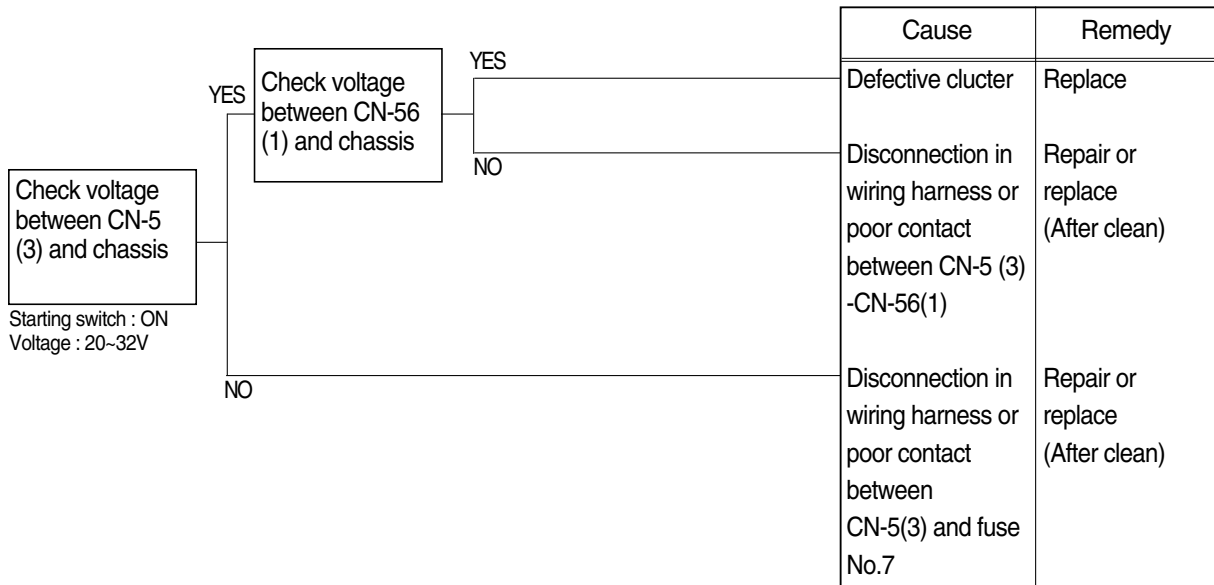 Cause
Remedy
YES
Check voltage
between CN-56
(1) and chassis
YES
NO
Check voltage
between CN-5
(3) and chassis
Starting switch : ON
Voltage : 20~32V
NO
Defective clucter
Replace
Disconnection in
wiring harness or
poor contact
between CN-5 (3)
-CN-56(1)
Repair or
replace
(After clean)
Disconnection in
wiring harness or
poor contact
between
CN-5(3) and fuse
No.7
Repair or
replace
(After clean)